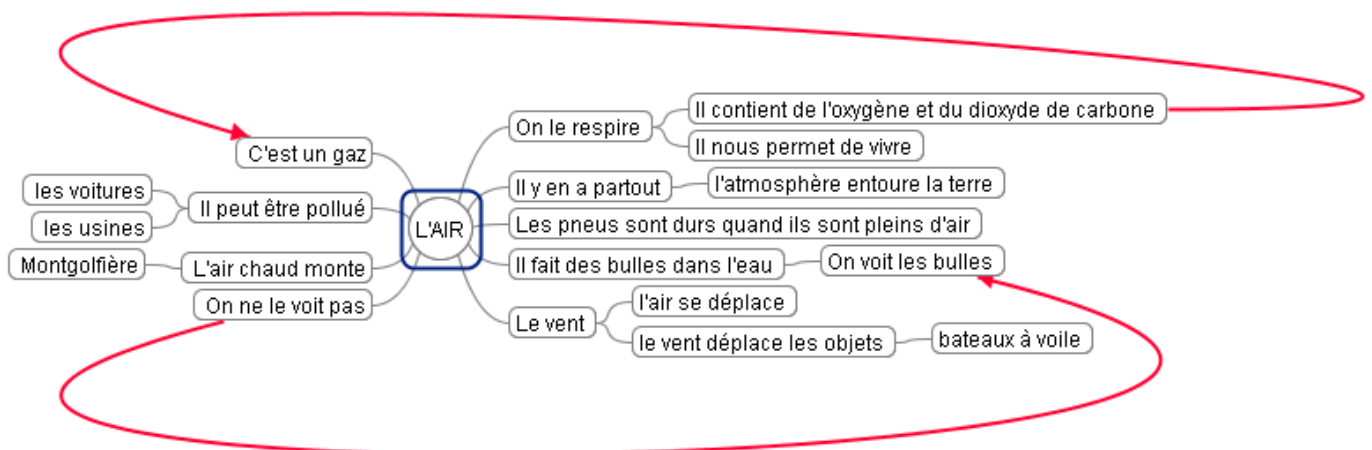 Il contient de l'oxygène et du dioxyde de carbone
On le respire
Il nous permet de vivre
C'est un gaz
Il y en a partout
l'atmosphère entoure la terre
les voitures
Il peut être pollué
les usines
L'AIR
Les pneus sont durs quand ils sont pleins d'air
Montgolfière
L'air chaud monte
Il fait des bulles dans l'eau
On voit les bulles
On ne le voit pas
l'air se déplace
Le vent
le vent déplace les objets
bateaux à voile